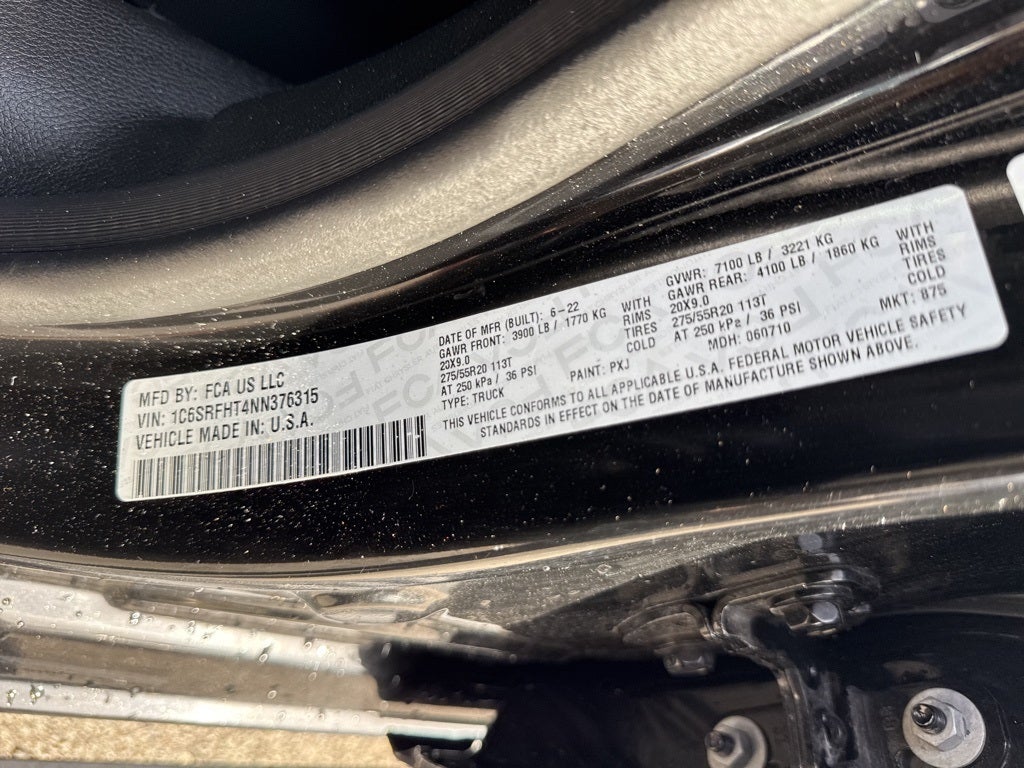 MFD BY: FCA US LLC
VIN: 1C6SRFHT4NN376315
VEHICLE MADE IN: U.S.A.
DATE OF MFR (BUILT): 6-22 GVWR: 7100 LB / 3221 KG
GAWR FRONT: 3900 LB / 1770 KG WITH GAWR REAR: 4100 LB / 1860 KG WITH
20X9.0 RIMS 20X9.0 RIMS
275/55R20 113T TIRES 275/55R20 113T TIRES
AT 250 kPa / 36 PSI COLD AT 250 kPa / 36 PSI COLD
TYPE: TRUCK PAINT: PXJ MDH: 060710 MKT: 875
THIS VEHICLE CONFORMS TO ALL APPLICABLE U.S.A. FEDERAL MOTOR VEHICLE SAFETY
STANDARDS IN EFFECT ON THE DATE OF MANUFACTURE SHOWN ABOVE.